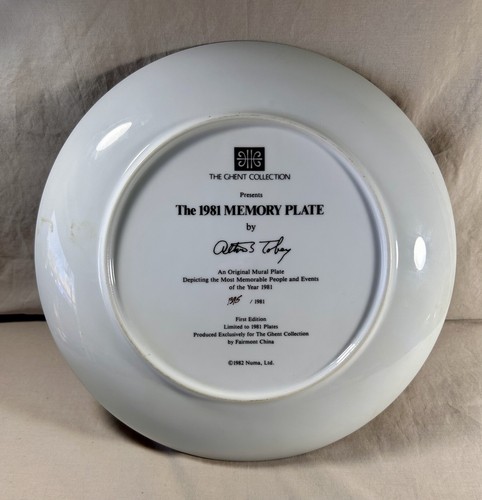 THE GHENT COLLECTION
Presents
The 1981 MEMORY PLATE
by
Alton S Tobey
An Original Mural Plate
Depicting the Most Memorable People and Events
of the Year 1981
/ 1981
First Edition
Limited to 1981 Plates
Produced Exclusively for The Ghent Collection
by Fairmont China
©1982 Numa, Ltd.